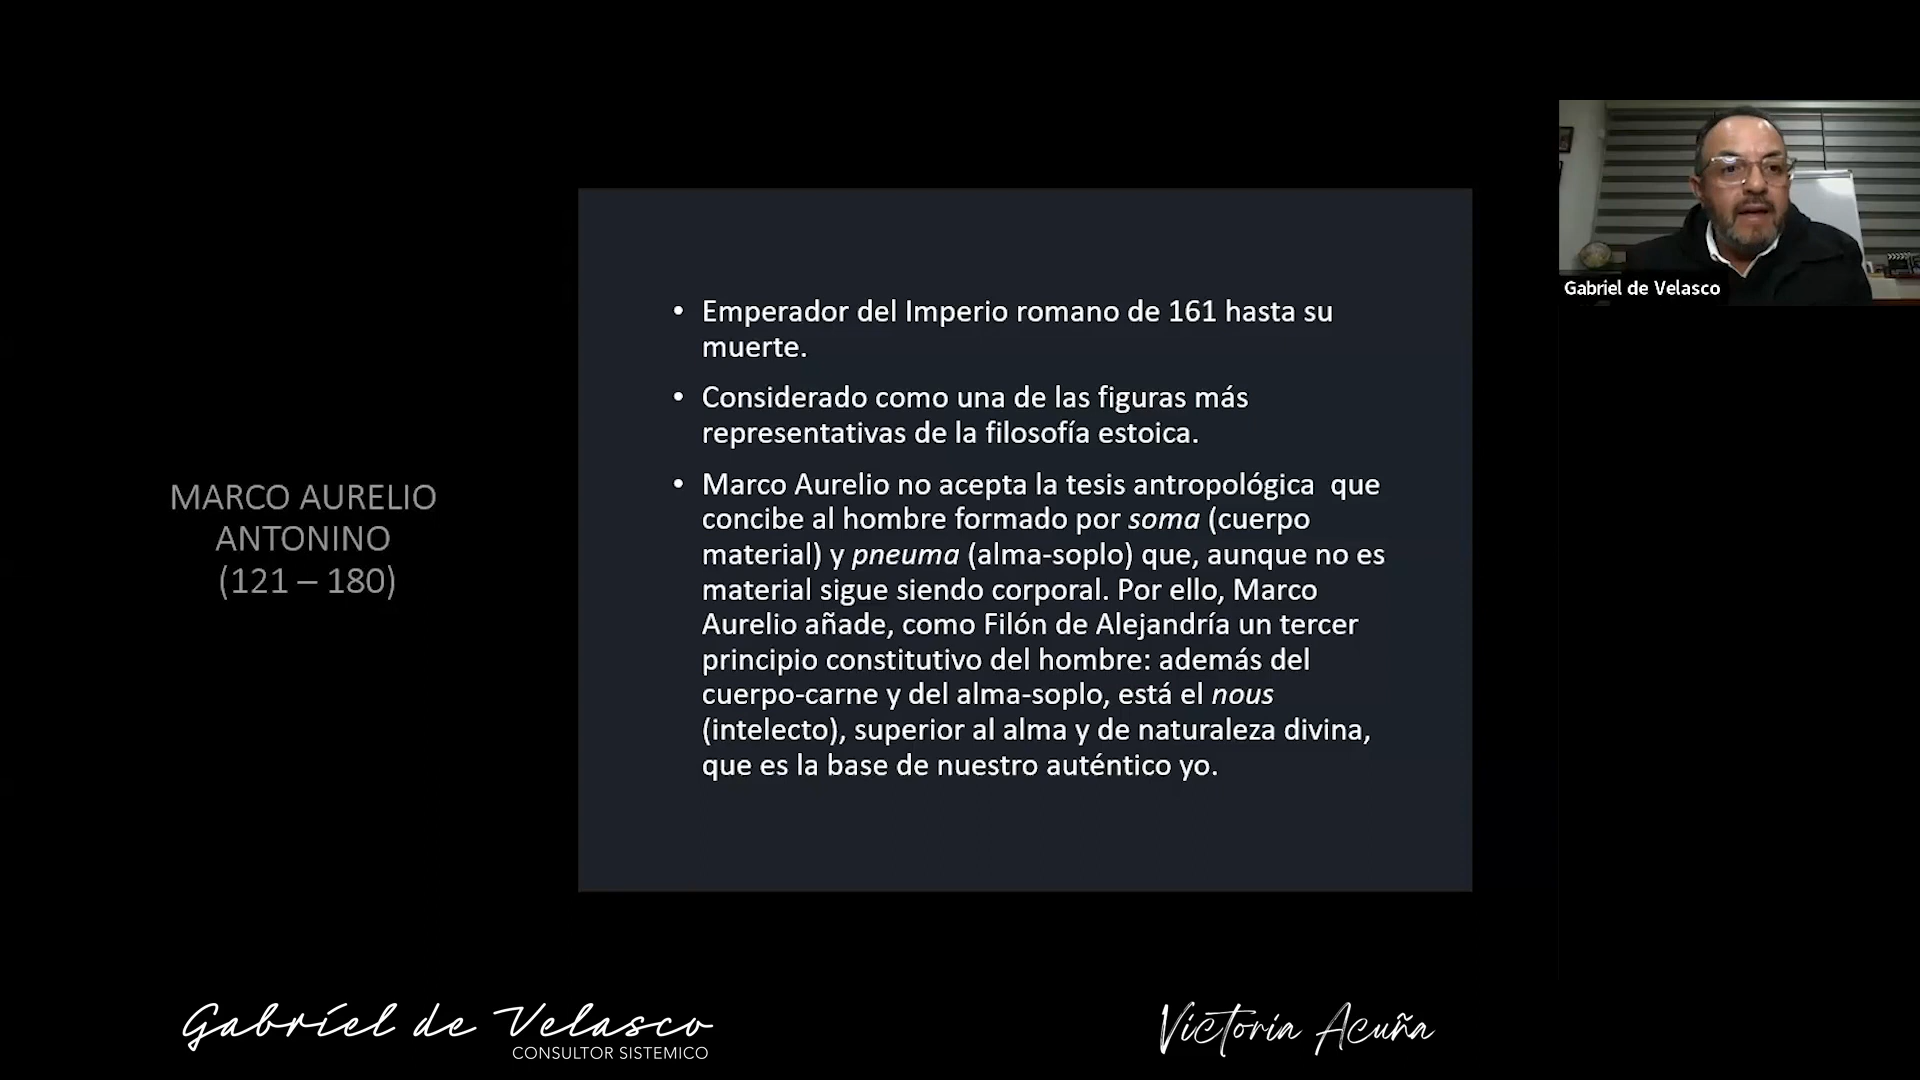 MARCO AURELIO
ANTONINO
(121 – 180)
• Emperador del Imperio romano de 161 hasta su
muerte.
• Considerado como una de las figuras más
representativas de la filosofía estoica.
• Marco Aurelio no acepta la tesis antropológica que
concibe al hombre formado por soma (cuerpo
material) y pneuma (alma-soplo) que, aunque no es
material sigue siendo corporal. Por ello, Marco
Aurelio añade, como Filón de Alejandría un tercer
principio constitutivo del hombre: además del
cuerpo-carne y del alma-soplo, está el nous
(intelecto), superior al alma y de naturaleza divina,
que es la base de nuestro auténtico yo.
Gabriel de Velasco
Gabriel de Velasco
CONSULTOR SISTEMICO
Victoria Acuña